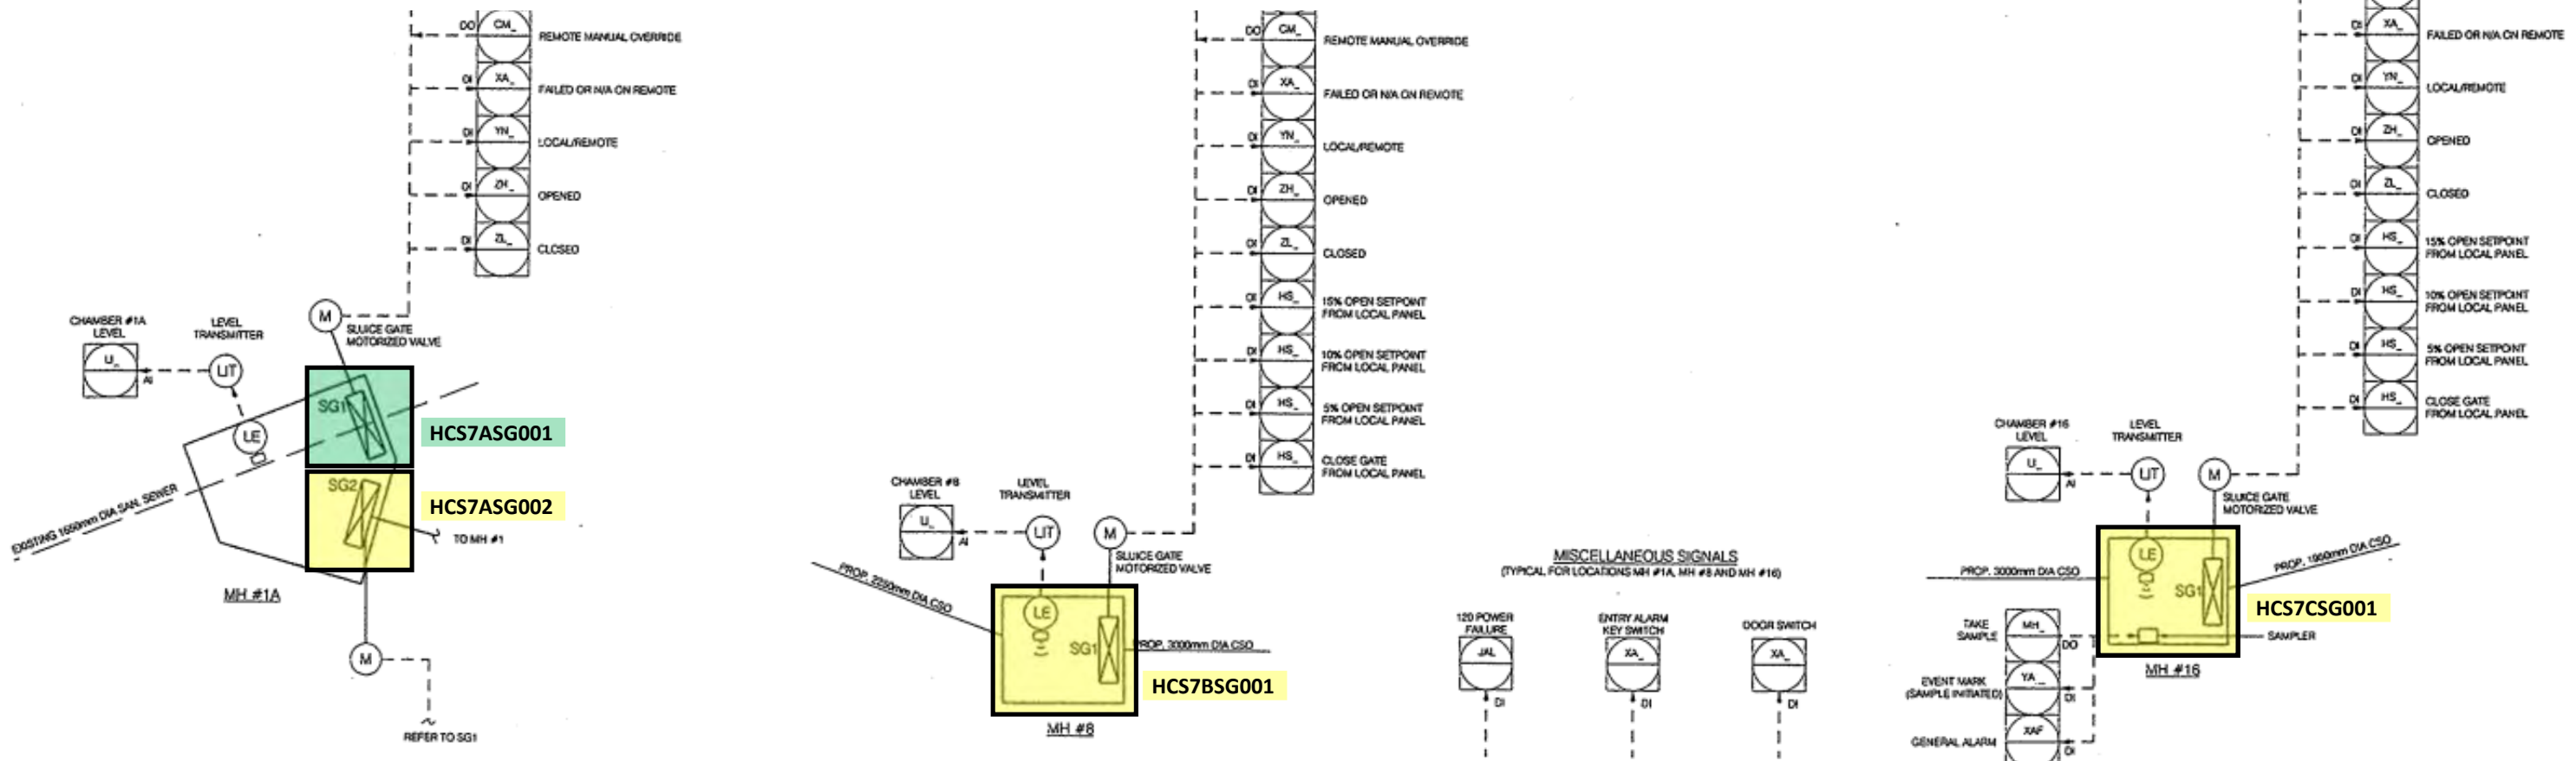 DO
CM_
REMOTE MANUAL OVERRIDE
DI
XA_
FAILED OR N/A ON REMOTE
DI
YN_
LOCAL/REMOTE
DI
ZH_
OPENED
DI
ZL_
CLOSED
CHAMBER #1A
LEVEL
LEVEL
TRANSMITTER
M
SLUICE GATE
MOTORIZED VALVE
LI_
AI
LIT
SG1
LE
HCS7ASG001
SG2
HCS7ASG002
EXISTING 1650mm DIA SAN. SEWER
TO MH #1
MH #1A
M
REFER TO SG1
DO
CM_
REMOTE MANUAL OVERRIDE
DI
XA_
FAILED OR N/A ON REMOTE
DI
YN_
LOCAL/REMOTE
DI
ZH_
OPENED
DI
ZL_
CLOSED
DI
HS_
15% OPEN SETPOINT
FROM LOCAL PANEL
DI
HS_
10% OPEN SETPOINT
FROM LOCAL PANEL
DI
HS_
5% OPEN SETPOINT
FROM LOCAL PANEL
DI
HS_
CLOSE GATE
FROM LOCAL PANEL
CHAMBER #8
LEVEL
LEVEL
TRANSMITTER
LI_
AI
LIT
M
SLUICE GATE
MOTORIZED VALVE
PROP. 2250mm DIA CSO
LE
SG1
PROP. 3000mm DIA CSO
HCS7BSG001
MH #8
MISCELLANEOUS SIGNALS
(TYPICAL FOR LOCATIONS MH #1A, MH #8 AND MH #16)
120 POWER
FAILURE
JAL
DI
ENTRY ALARM
KEY SWITCH
XA_
DI
DOOR SWITCH
XA_
DI
DI
XA_
FAILED OR N/A ON REMOTE
DI
YN_
LOCAL/REMOTE
DI
ZH_
OPENED
DI
ZL_
CLOSED
DI
HS_
15% OPEN SETPOINT
FROM LOCAL PANEL
DI
HS_
10% OPEN SETPOINT
FROM LOCAL PANEL
DI
HS_
5% OPEN SETPOINT
FROM LOCAL PANEL
DI
HS_
CLOSE GATE
FROM LOCAL PANEL
CHAMBER #16
LEVEL
LEVEL
TRANSMITTER
LI_
AI
LIT
M
SLUICE GATE
MOTORIZED VALVE
PROP. 3000mm DIA CSO
LE
SG1
PROP. 1950mm DIA CSO
HCS7CSG001
TAKE
SAMPLE
MH_
DO
SAMPLER
MH #16
EVENT MARK
(SAMPLE INITIATED)
YA_
DI
GENERAL ALARM
XAF
DI